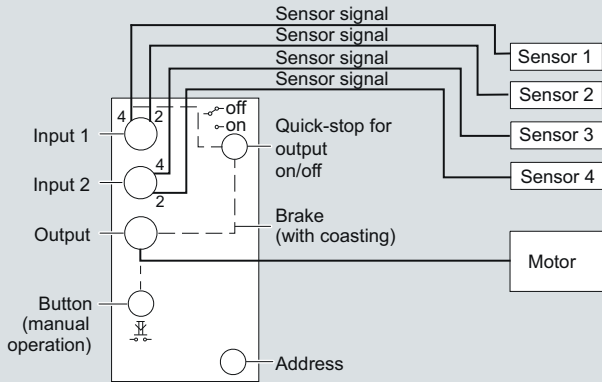 Sensor signal
Sensor signal
Sensor signal
Sensor signal
Sensor 1
Sensor 2
Sensor 3
Sensor 4
4
2
off
on
Input 1
Quick-stop for
output
on/off
4
Input 2
2
Output
Brake
(with coasting)
Motor
Button
(manual
operation)
Address